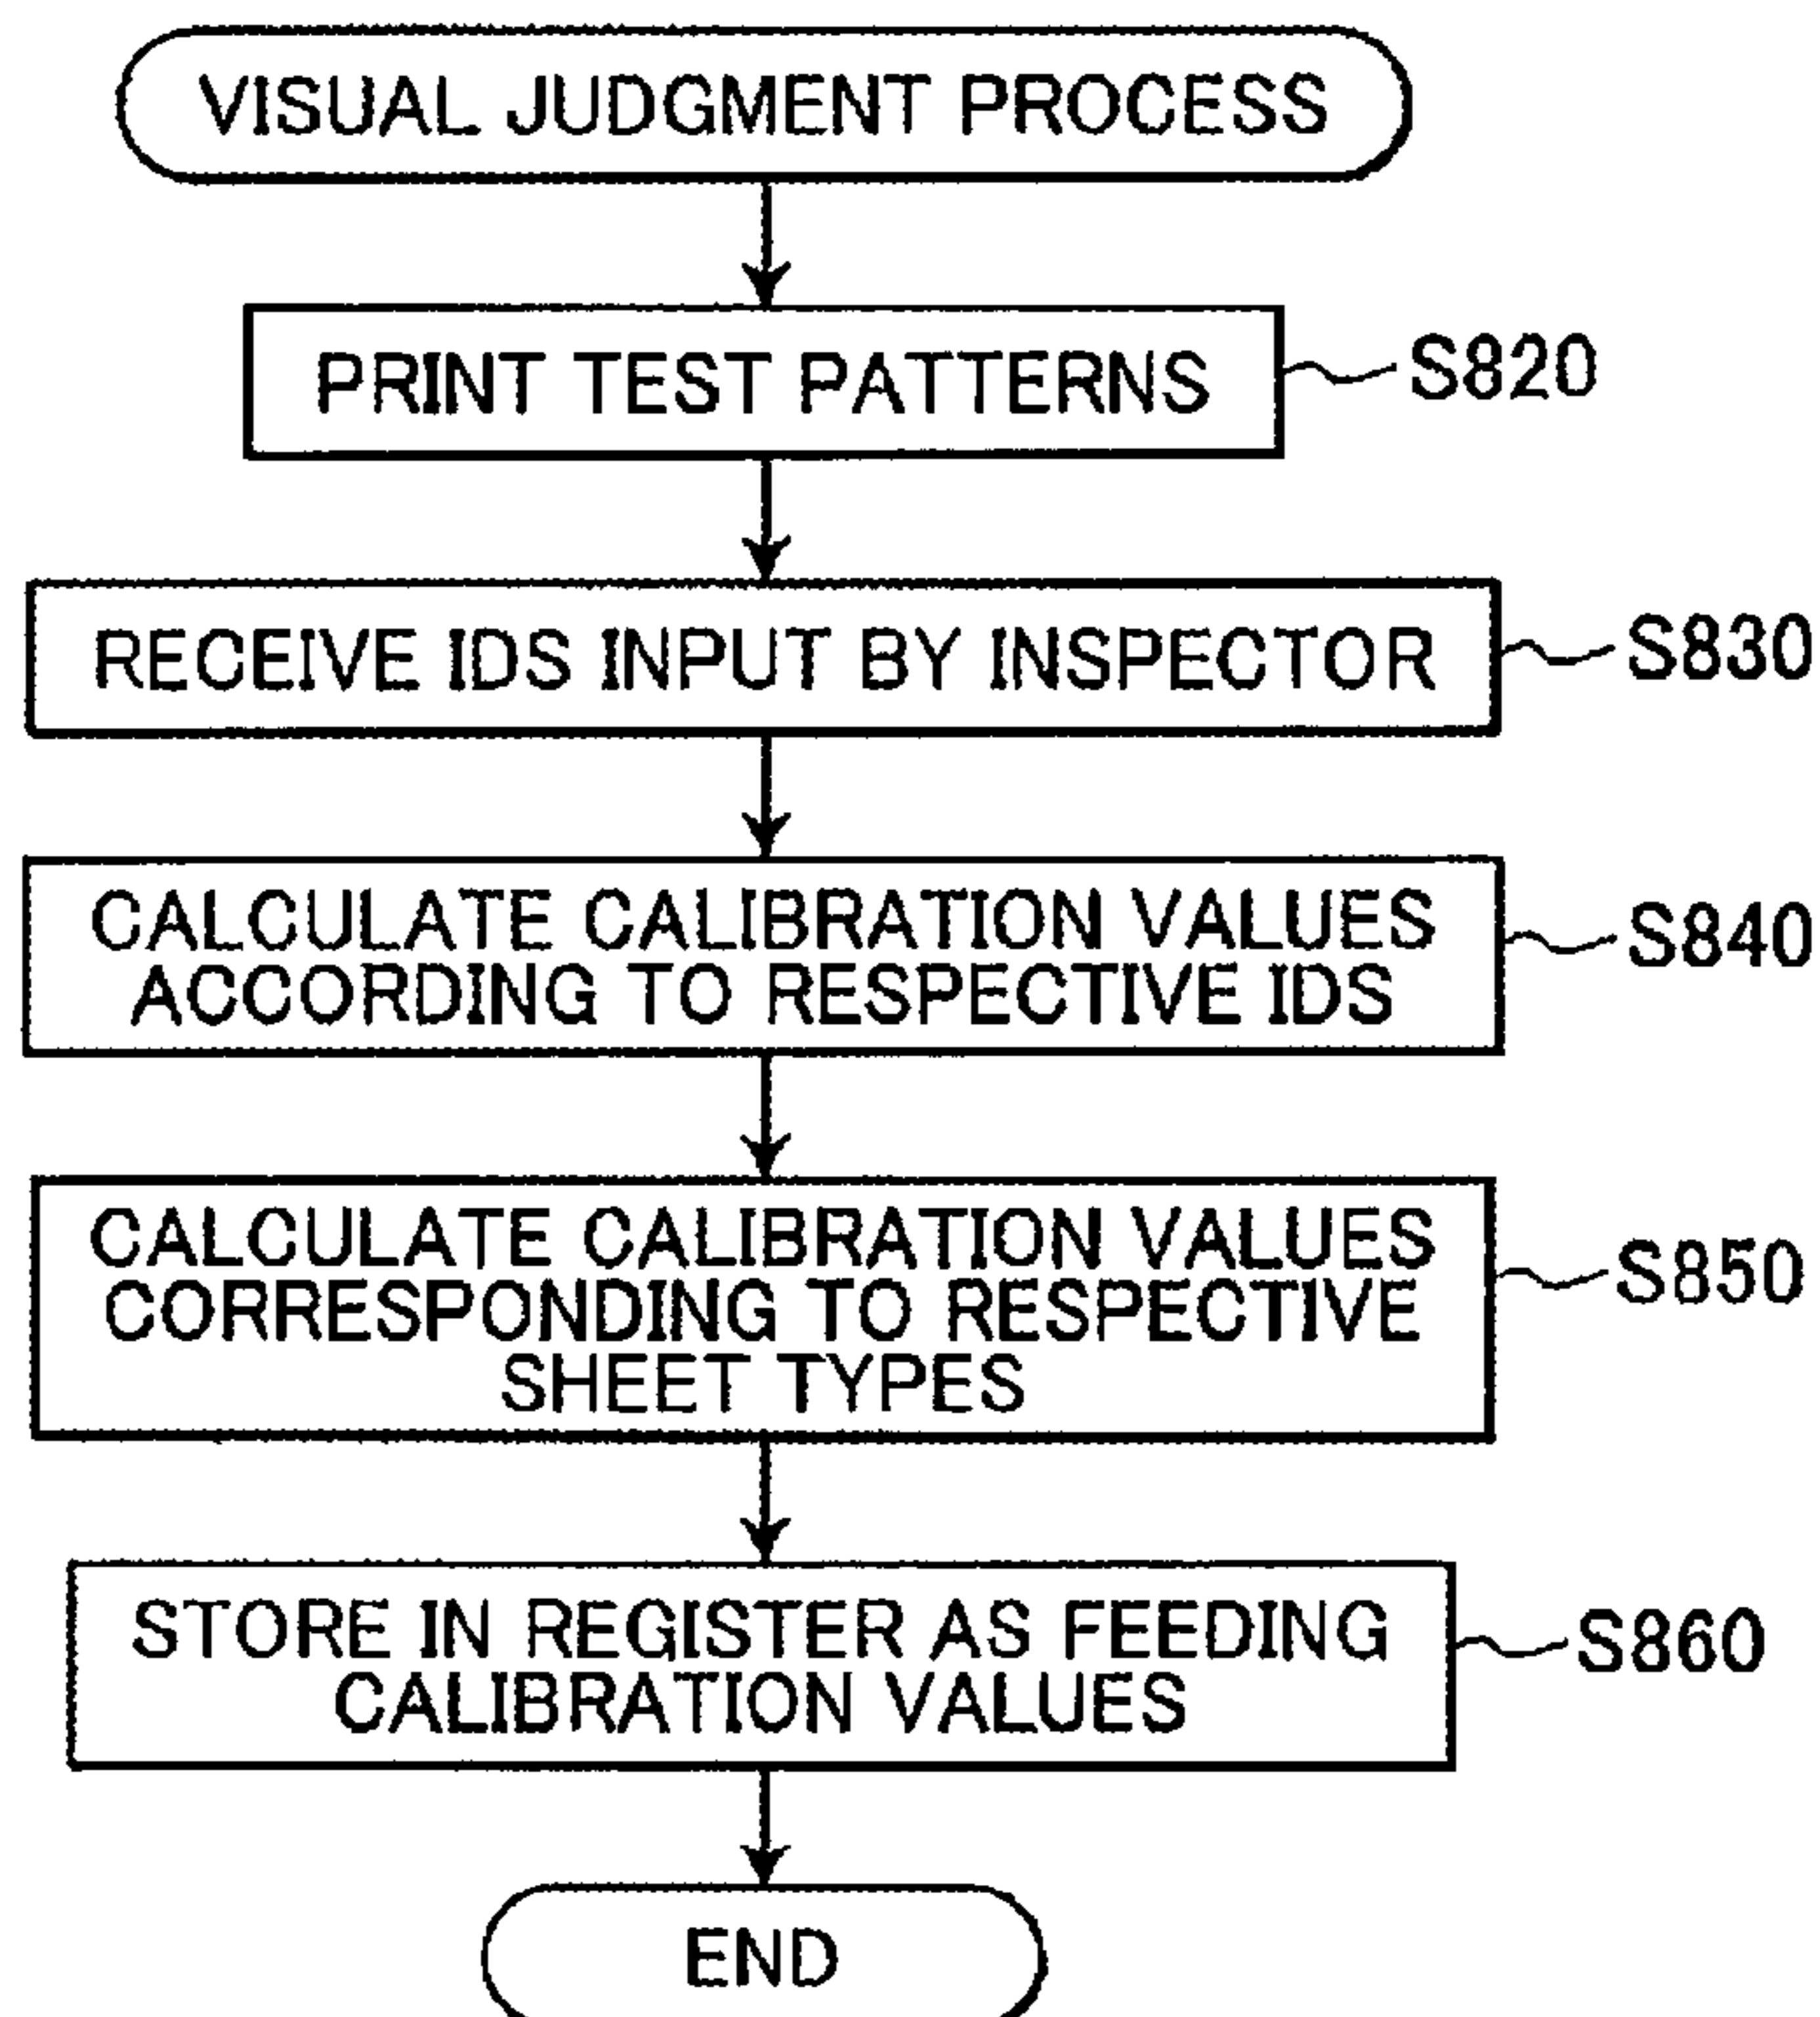 VISUAL JUDGMENT PROCESS
PRINT TEST PATTERNS
S820
RECEIVE IDS INPUT BY INSPECTOR
S830
CALCULATE CALIBRATION VALUES
ACCORDING TO RESPECTIVE IDS
S840
CALCULATE CALIBRATION VALUES
CORRESPONDING TO RESPECTIVE
SHEET TYPES
S850
STORE IN REGISTER AS FEEDING
CALIBRATION VALUES
S860
END